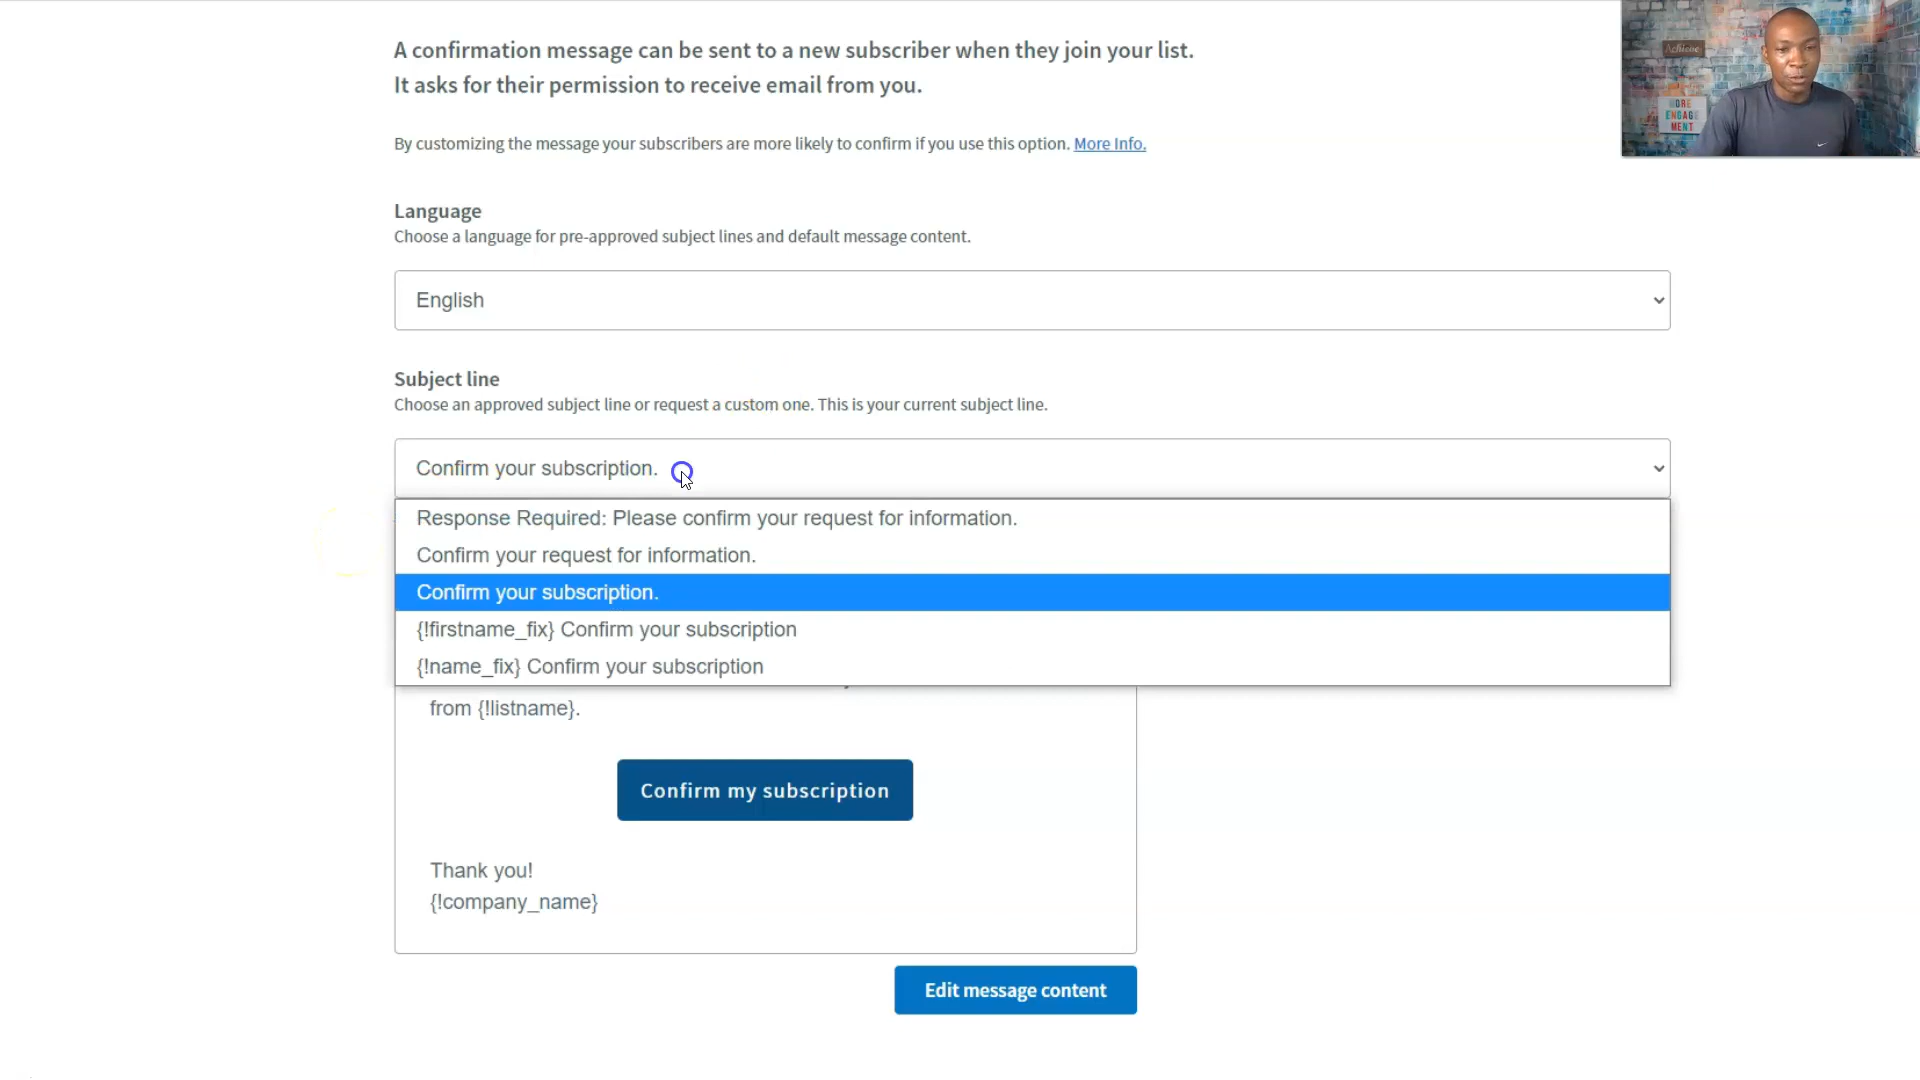 A confirmation message can be sent to a new subscriber when they join your list.
It asks for their permission to receive email from you.
By customizing the message your subscribers are more likely to confirm if you use this option. More Info.
Language
Choose a language for pre-approved subject lines and default message content.
English
Subject line
Choose an approved subject line or request a custom one. This is your current subject line.
Confirm your subscription.
Response Required: Please confirm your request for information.
Confirm your request for information.
Confirm your subscription.
{!firstname_fix} Confirm your subscription
{!name_fix} Confirm your subscription
from {!listname}.
Confirm my subscription
Thank you!
{!company_name}
Edit message content
Achieve
MORE
ENGAGE
MENT